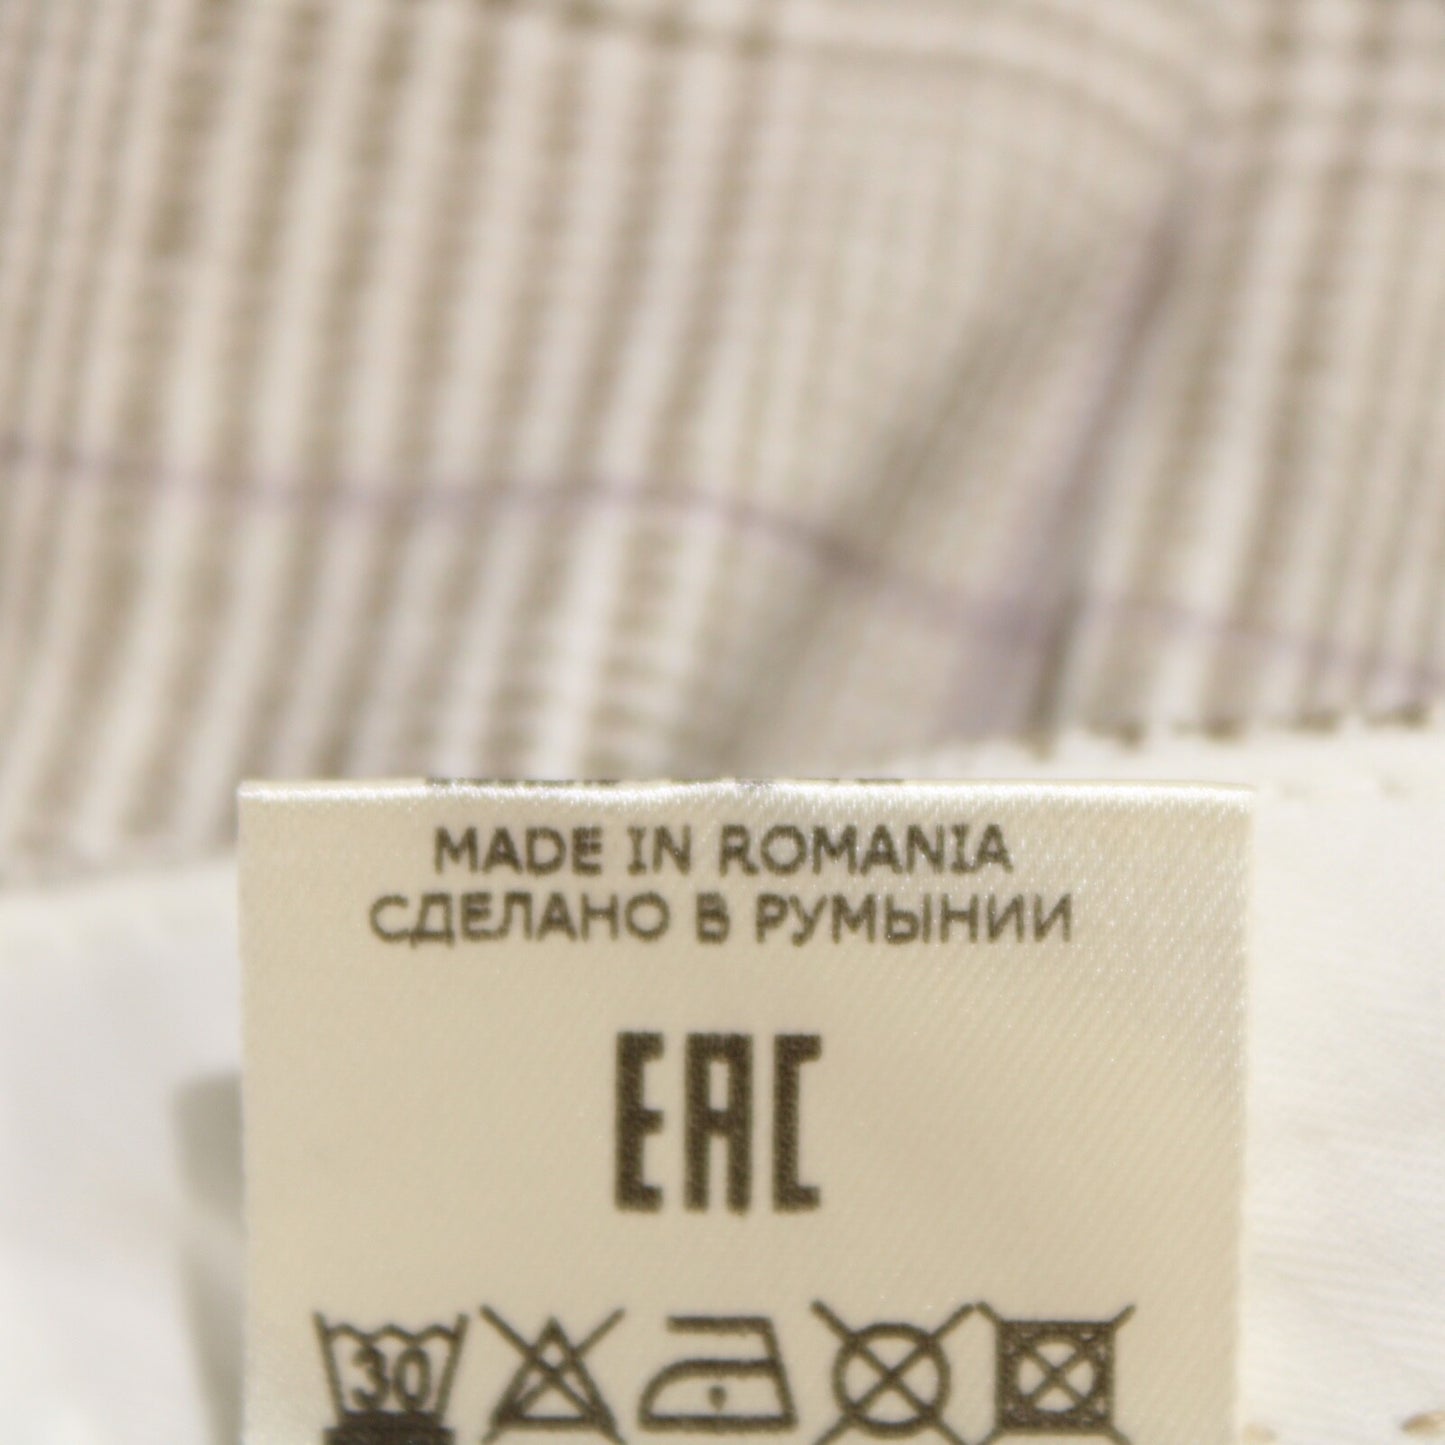 MADE IN ROMANIA
СДЕЛАНО В РУМЫНИИ
EAC
30